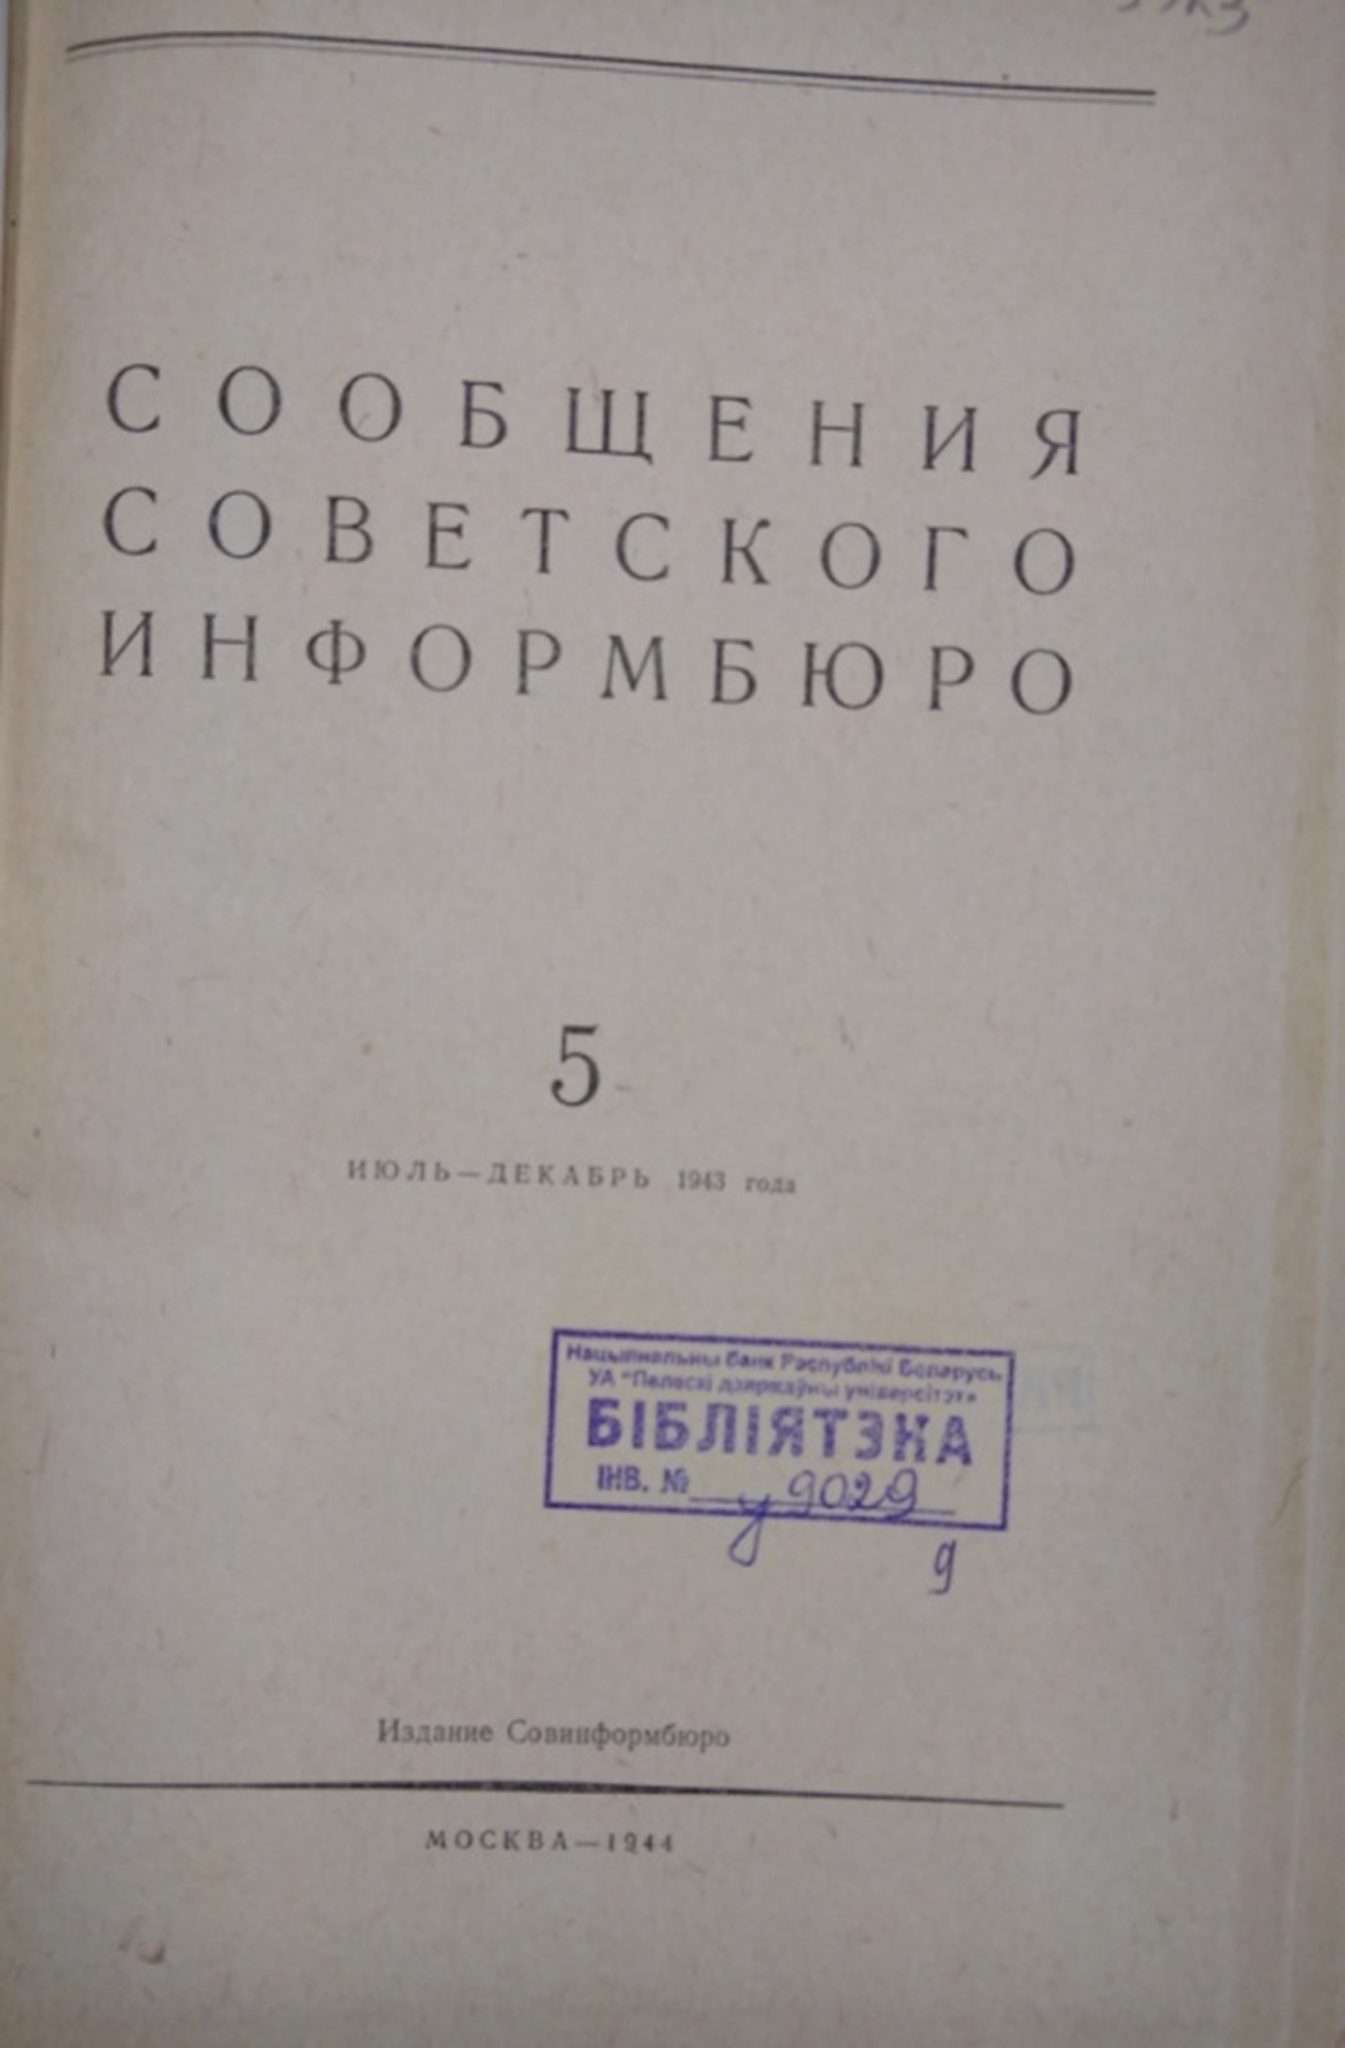 СООБЩЕНИЯ
СОВЕТСКОГО
ИНФОРМБЮРО
5
ИЮЛЬ—ДЕКАБРЬ 1943 года
Нацыянальны банк Рэспублікі Беларусь
УА "Палескі дзяржаўны універсітэт"
БІБЛІЯТЭКА
ІНВ. № у 9029
9
Издание Совинформбюро
МОСКВА—1944